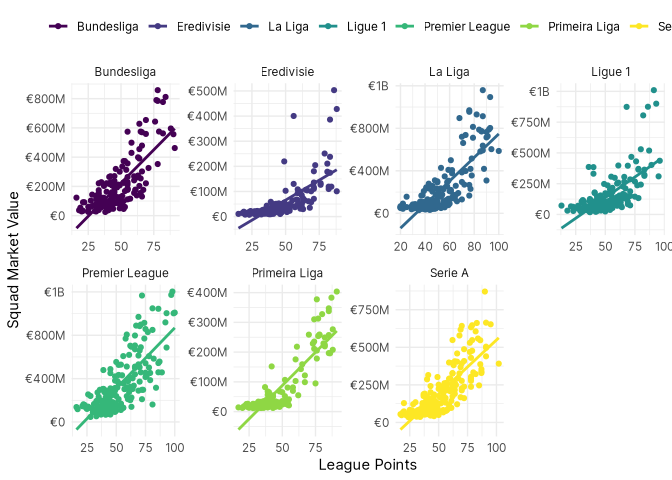 Bundesliga Eredivisie La Liga Ligue 1 Premier League Primeira Liga Se
Bundesliga Eredivisie La Liga Ligue 1
€800M €600M €400M €200M €0
25 50 75
€500M €400M €300M €200M €100M €0
25 50 75
€1B €800M €400M €0
20 40 60 80 100
€1B €750M €500M €250M €0
25 50 75 100
Squad Market Value
Premier League Primeira Liga Serie A
€1B €800M €400M €0
25 50 75 100
€400M €300M €200M €100M €0
25 50 75
€750M €500M €250M €0
25 50 75 100
League Points